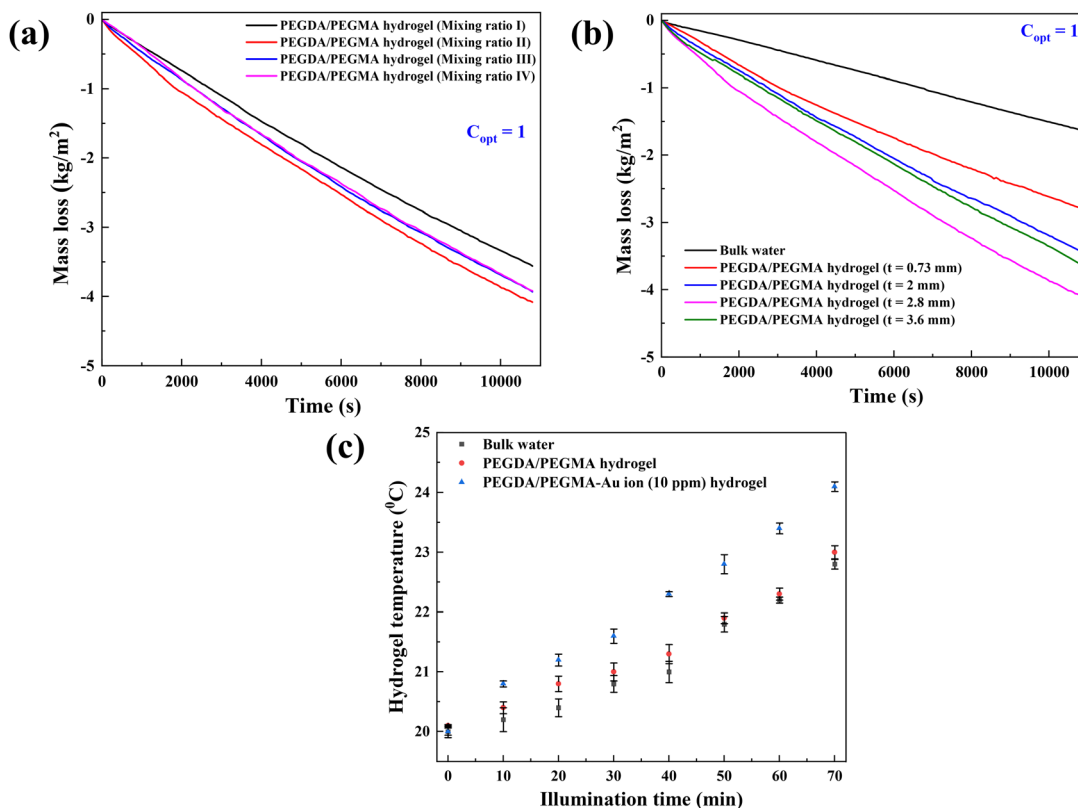 (a)
0
-1
-2
-3
-4
-5
Mass loss (kg/m²)
PEGDA/PEGMA hydrogel (Mixing ratio I)
PEGDA/PEGMA hydrogel (Mixing ratio II)
PEGDA/PEGMA hydrogel (Mixing ratio III)
PEGDA/PEGMA hydrogel (Mixing ratio IV)
Copt = 1
0 2000 4000 6000 8000 10000
Time (s)
(b)
0
-1
-2
-3
-4
-5
Mass loss (kg/m²)
Copt = 1
Bulk water
PEGDA/PEGMA hydrogel (t = 0.73 mm)
PEGDA/PEGMA hydrogel (t = 2 mm)
PEGDA/PEGMA hydrogel (t = 2.8 mm)
PEGDA/PEGMA hydrogel (t = 3.6 mm)
0 2000 4000 6000 8000 10000
Time (s)
(c)
25
24
23
22
21
20
Hydrogel temperature (⁰C)
Bulk water
PEGDA/PEGMA hydrogel
PEGDA/PEGMA-Au ion (10 ppm) hydrogel
0 10 20 30 40 50 60 70
Illumination time (min)